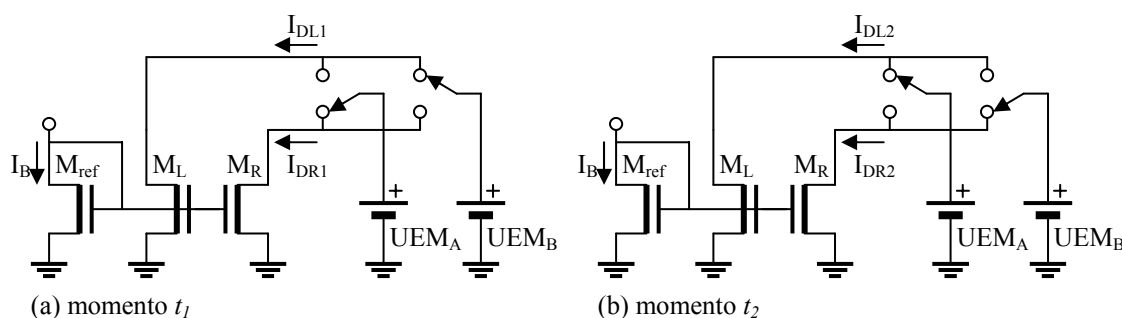 I_DL1
I_DL2
I_B M_ref M_L M_R I_DR1
I_B M_ref M_L M_R I_DR2
+ +
+ +
UEM_A UEM_B
UEM_A UEM_B
(a) momento t_1
(b) momento t_2